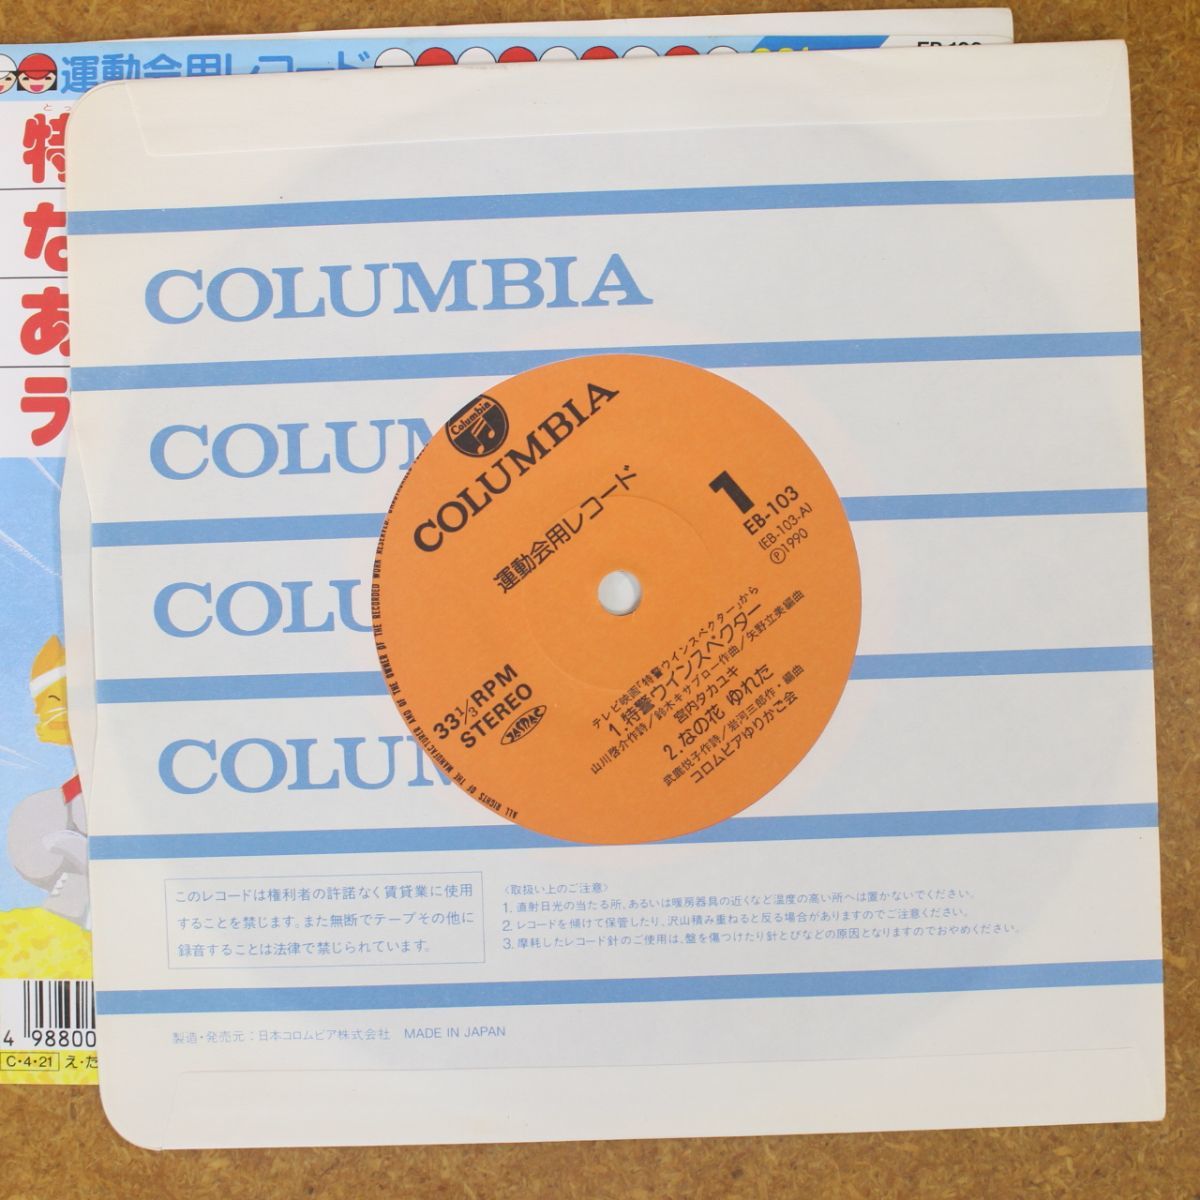 運動会用レコード
と
特
な
あ
ラ
COLUMBIA
COLUM
COLU
COLUM
Columbia
COLUMBIA
運動会用レコード
1
EB-103
(EB-103-A)
Ⓟ1990
33 1/3 RPM
STEREO
テレビ映画「特警ウインスペクター」から
1.特警ウインスペクター
山川啓介作詩/鈴木キサブロー作曲/矢野立美編曲
宮内タカユキ
2.なの花 ゆれた
武鹿悦子作詩/若河三郎作・編曲
コロムビアゆりかご会
ALL RIGHTS OF THE MANUFACTURER AND OF THE OWNER OF THE RECORDED WORK RESERVED.
このレコードは権利者の許諾なく賃貸業に使用
することを禁じます。また無断でテープその他に
録音することは法律で禁じられています。
〈取扱い上のご注意〉
1. 直射日光の当たる所、あるいは暖房器具の近くなど温度の高い所へは置かないでください。
2. レコードを傾けて保管したり、沢山積み重ねると反る場合がありますのでご注意ください。
3. 摩耗したレコード針のご使用は、盤を傷つけたり針とびなどの原因となりますのでおやめください。
製造・発売元：日本コロムビア株式会社 MADE IN JAPAN
4 98800
C・4・21 え・た